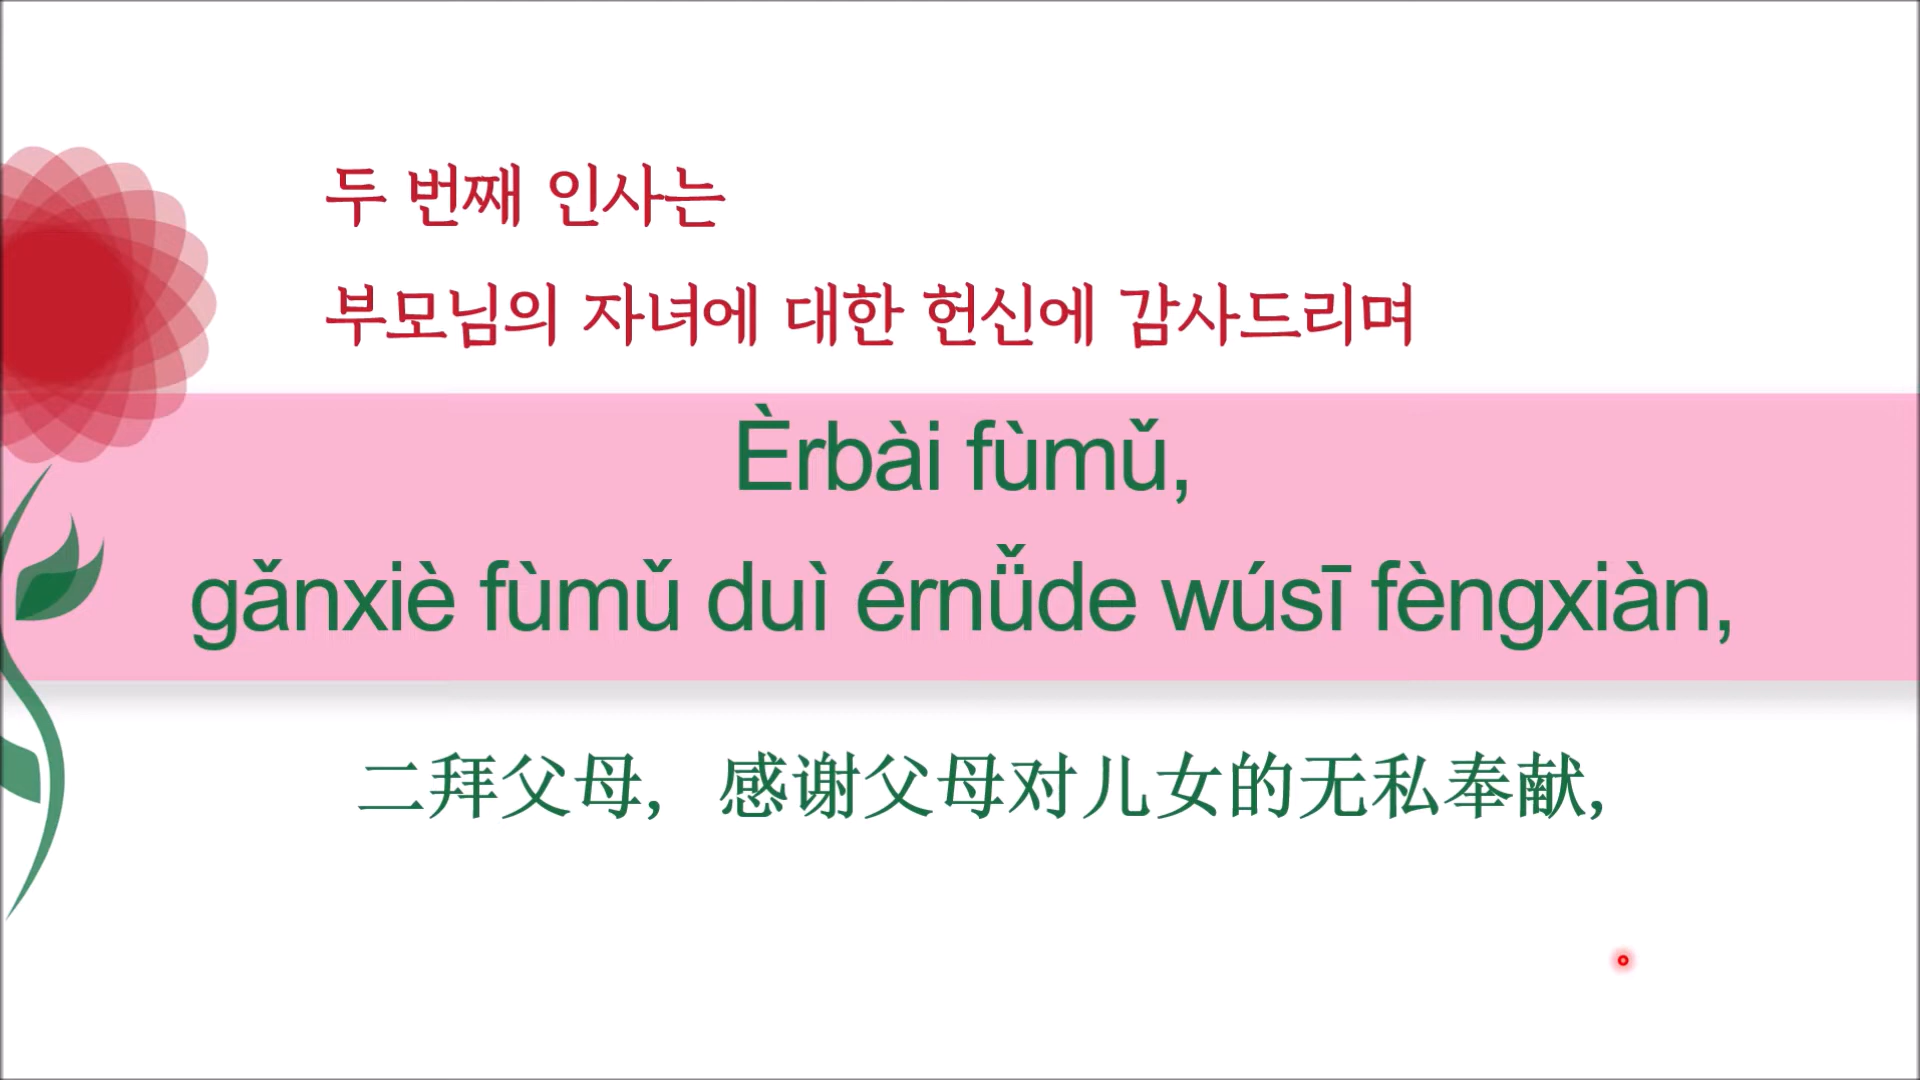 두 번째 인사는
부모님의 자녀에 대한 헌신에 감사드리며
Èrbài fùmǔ,
gǎnxiè fùmǔ duì érnǚde wúsī fèngxiàn,
二拜父母, 感谢父母对儿女的无私奉献,